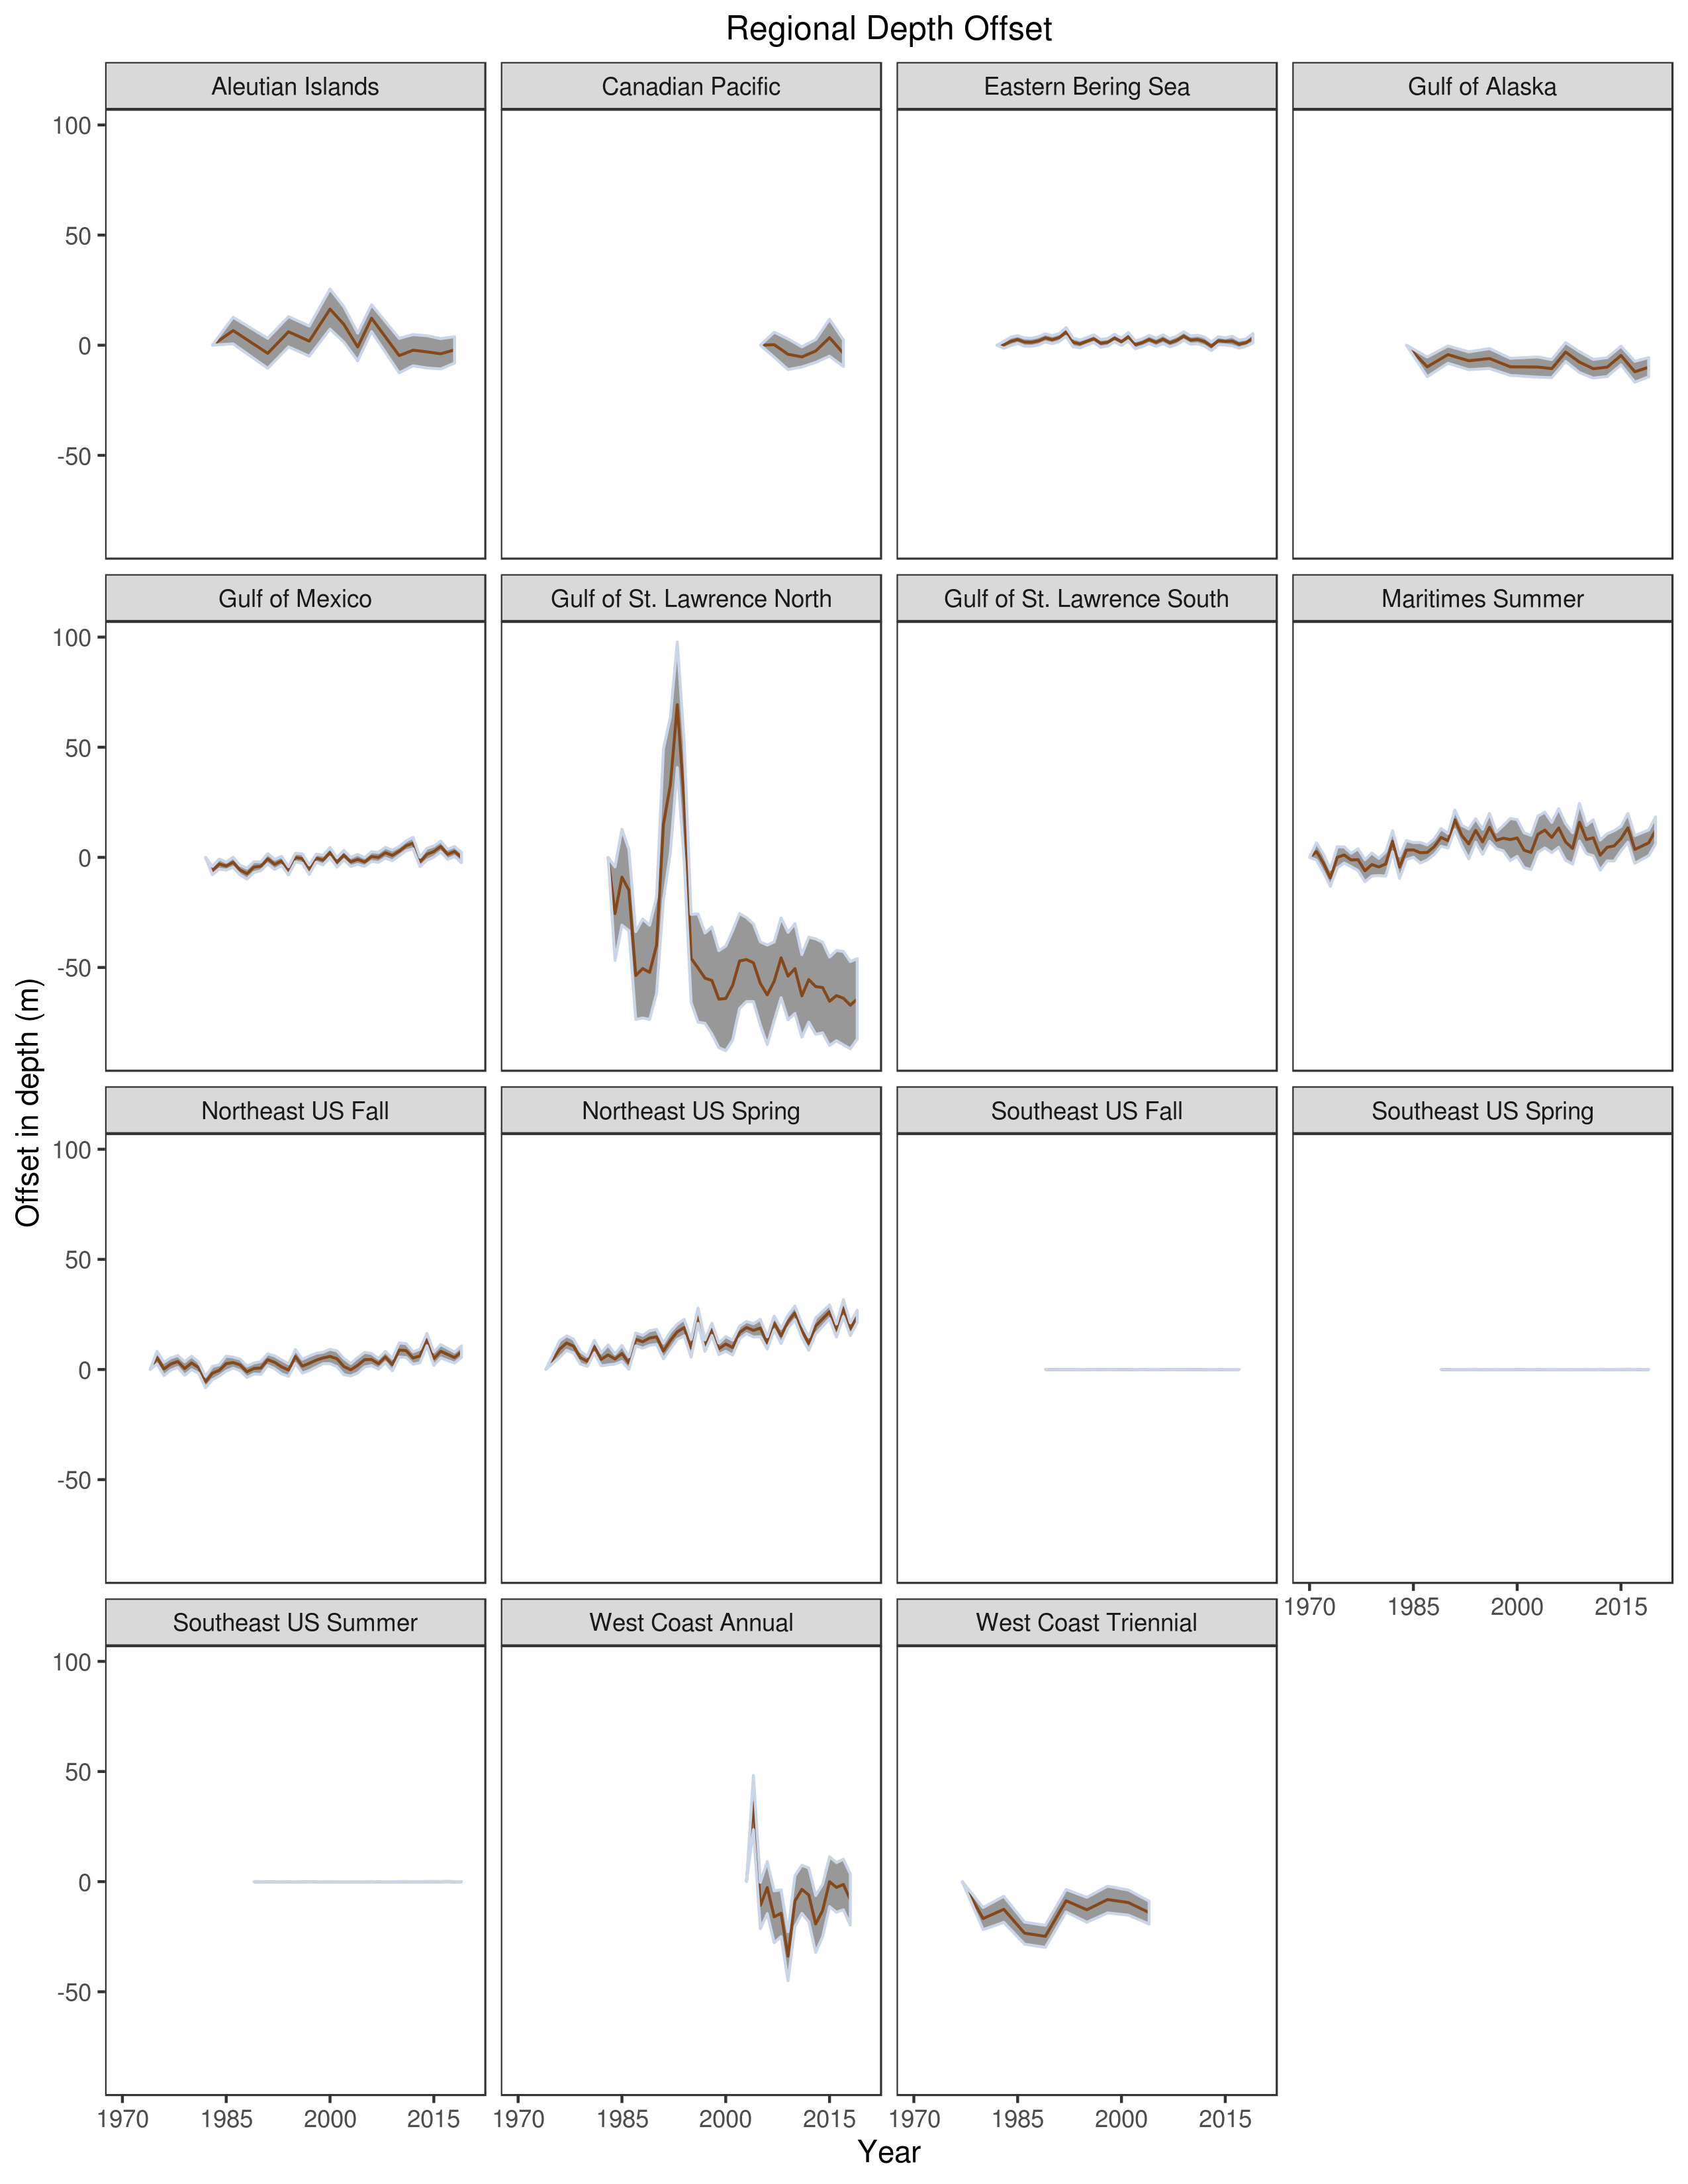 Regional Depth Offset
Aleutian Islands
Canadian Pacific
Eastern Bering Sea
Gulf of Alaska
100
50
0
-50
Gulf of Mexico
Gulf of St. Lawrence North
Gulf of St. Lawrence South
Maritimes Summer
100
50
0
-50
Offset in depth (m)
Northeast US Fall
Northeast US Spring
Southeast US Fall
Southeast US Spring
100
50
0
-50
1970 1985 2000 2015
Southeast US Summer
West Coast Annual
West Coast Triennial
100
50
0
-50
1970 1985 2000 2015
1970 1985 2000 2015
1970 1985 2000 2015
Year